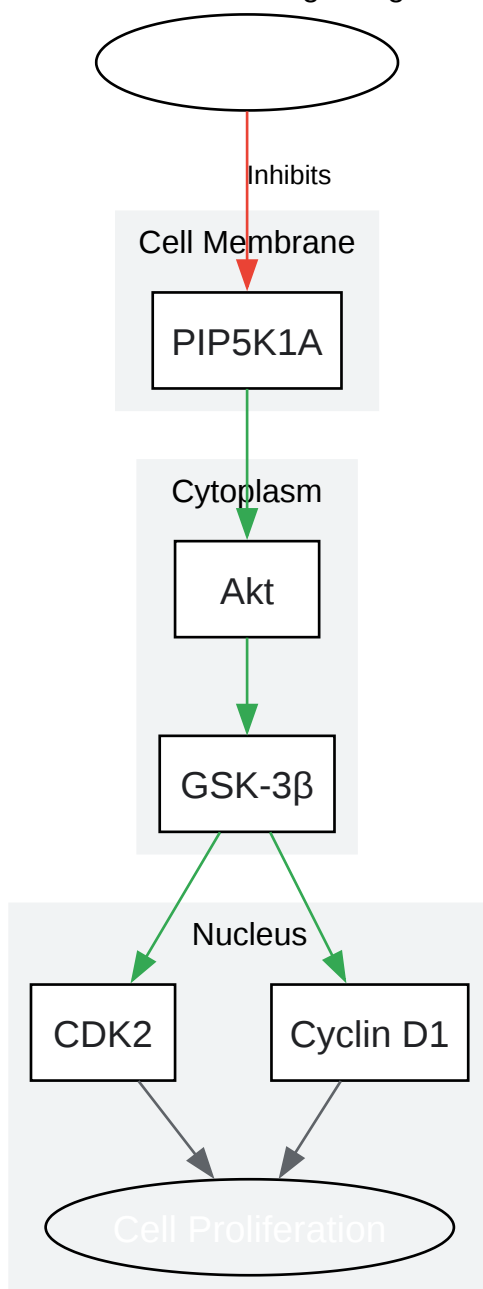 Inhibits
Cell Membrane
PIP5K1A
Cytoplasm
Akt
GSK-3β
Nucleus
CDK2
Cyclin D1
Cell Proliferation